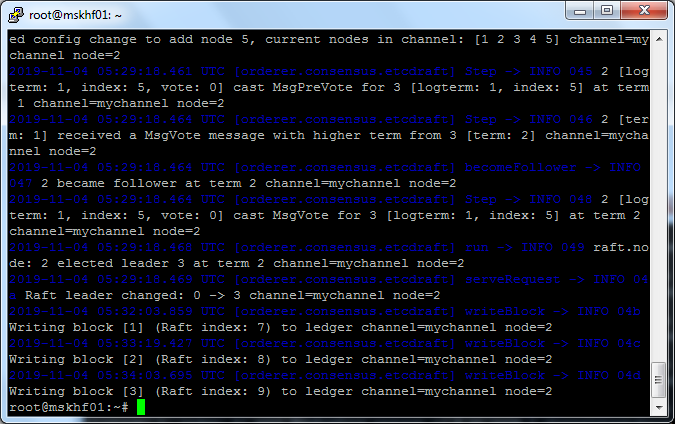 root@mskhf01: ~
ed config change to add node 5, current nodes in channel: [1 2 3 4 5] channel=my
channel node=2
2019-11-04 05:29:18.461 UTC [orderer.consensus.etcdraft] Step -> INFO 045 2 [log
term: 1, index: 5, vote: 0] cast MsgPreVote for 3 [logterm: 1, index: 5] at term
 1 channel=mychannel node=2
2019-11-04 05:29:18.464 UTC [orderer.consensus.etcdraft] Step -> INFO 046 2 [ter
m: 1] received a MsgVote message with higher term from 3 [term: 2] channel=mycha
nnel node=2
2019-11-04 05:29:18.464 UTC [orderer.consensus.etcdraft] becomeFollower -> INFO
047 2 became follower at term 2 channel=mychannel node=2
2019-11-04 05:29:18.464 UTC [orderer.consensus.etcdraft] Step -> INFO 048 2 [log
term: 1, index: 5, vote: 0] cast MsgVote for 3 [logterm: 1, index: 5] at term 2
channel=mychannel node=2
2019-11-04 05:29:18.468 UTC [orderer.consensus.etcdraft] run -> INFO 049 raft.no
de: 2 elected leader 3 at term 2 channel=mychannel node=2
2019-11-04 05:29:18.469 UTC [orderer.consensus.etcdraft] serveRequest -> INFO 04
a Raft leader changed: 0 -> 3 channel=mychannel node=2
2019-11-04 05:32:03.859 UTC [orderer.consensus.etcdraft] writeBlock -> INFO 04b
Writing block [1] (Raft index: 7) to ledger channel=mychannel node=2
2019-11-04 05:33:19.427 UTC [orderer.consensus.etcdraft] writeBlock -> INFO 04c
Writing block [2] (Raft index: 8) to ledger channel=mychannel node=2
2019-11-04 05:34:03.695 UTC [orderer.consensus.etcdraft] writeBlock -> INFO 04d
Writing block [3] (Raft index: 9) to ledger channel=mychannel node=2
root@mskhf01:~#